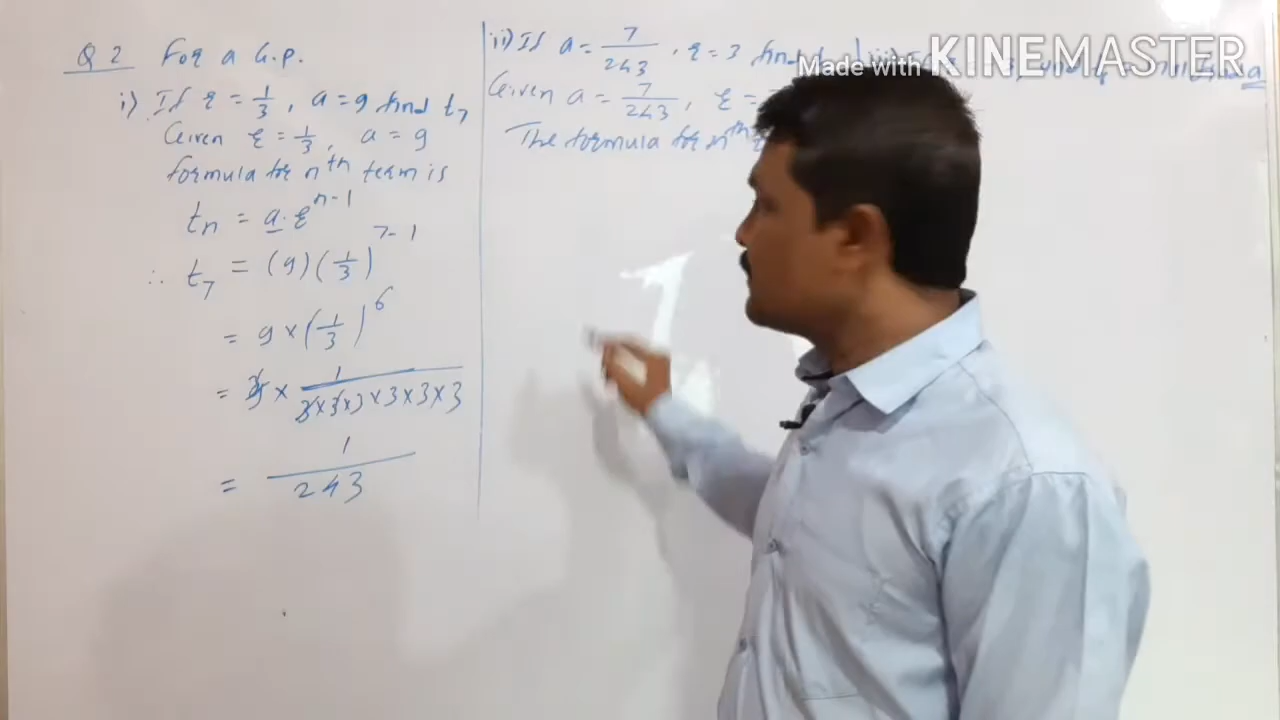 Q 2 For a G.P.
i) If r = 1/3, a = 9 find t7
Given r = 1/3, a = 9
formula for nth term is
tn = a. r^n-1
∴ t7 = (9)(1/3)^7-1
= 9 × (1/3)^6
= 9 × 1/3×3×3×3×3×3
= 1/243
ii) If a = 7/243, r = 3 find
Given a = 7/243, r =
The formula for nth
a
Made with KINEMASTER